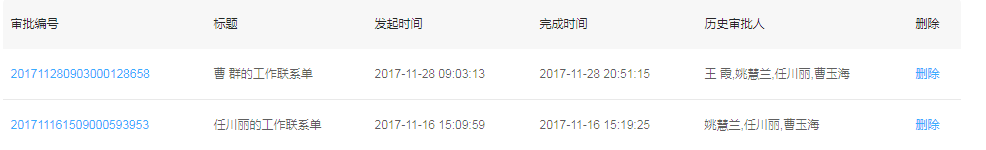 审批编号 标题 发起时间 完成时间 历史审批人 删除
201711280903000128658 曹 群的工作联系单 2017-11-28 09:03:13 2017-11-28 20:51:15 王 霞,姚慧兰,任川丽,曹玉海 删除
201711161509000593953 任川丽的工作联系单 2017-11-16 15:09:59 2017-11-16 15:19:25 姚慧兰,任川丽,曹玉海 删除